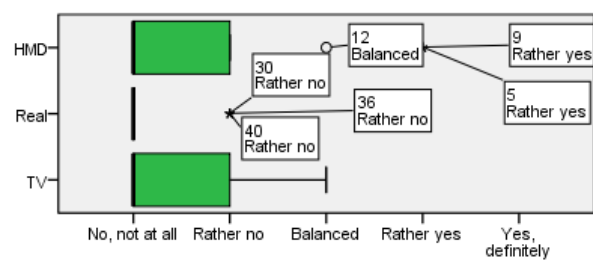 HMD
12
Balanced
9
Rather yes
30
Rather no
5
Rather yes
Real
36
Rather no
40
Rather no
TV
No, not at all
Rather no
Balanced
Rather yes
Yes,
definitely